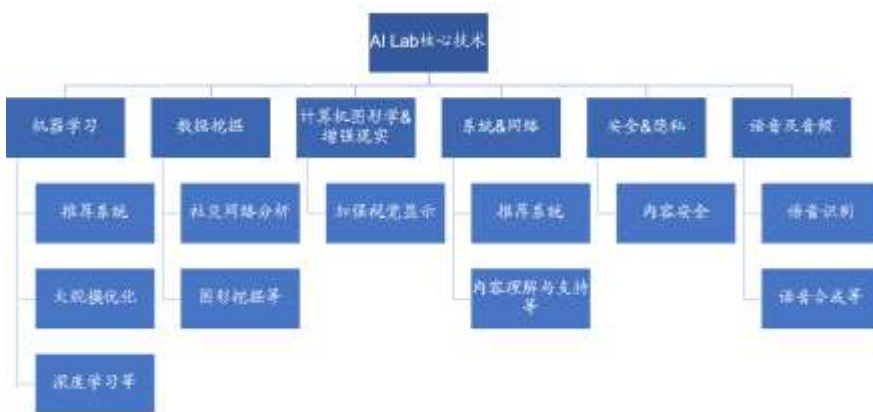 AI Lab核心技术
机器学习
数据挖掘
计算机图形学&
增强现实
系统&网络
安全&隐私
语音及音频
推荐系统
社交网络分析
加强视觉显示
推荐系统
内容安全
语音识别
大规模优化
图形挖掘等
内容理解与支持
等
语音合成等
深度学习等